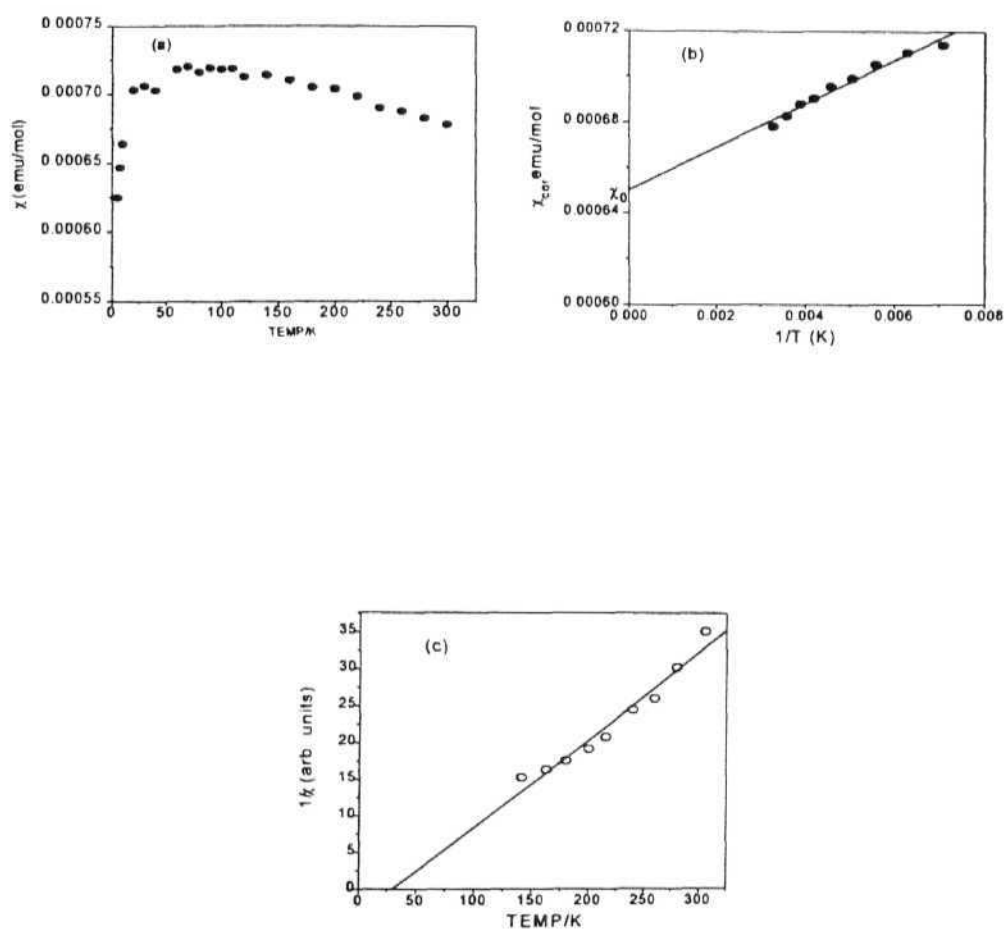 (a)
0.00075
0.00070
0.00065
0.00060
0.00055
χ (emu/mol)
0 50 100 150 200 250 300
TEMP/K
(b)
0.00072
0.00068
0.00064
0.00060
χ₀
χcor emu/mol
0.000 0.002 0.004 0.006 0.008
1/T (K)
(c)
35
30
25
20
15
10
5
0
1/χ (arb units)
0 50 100 150 200 250 300
TEMP/K